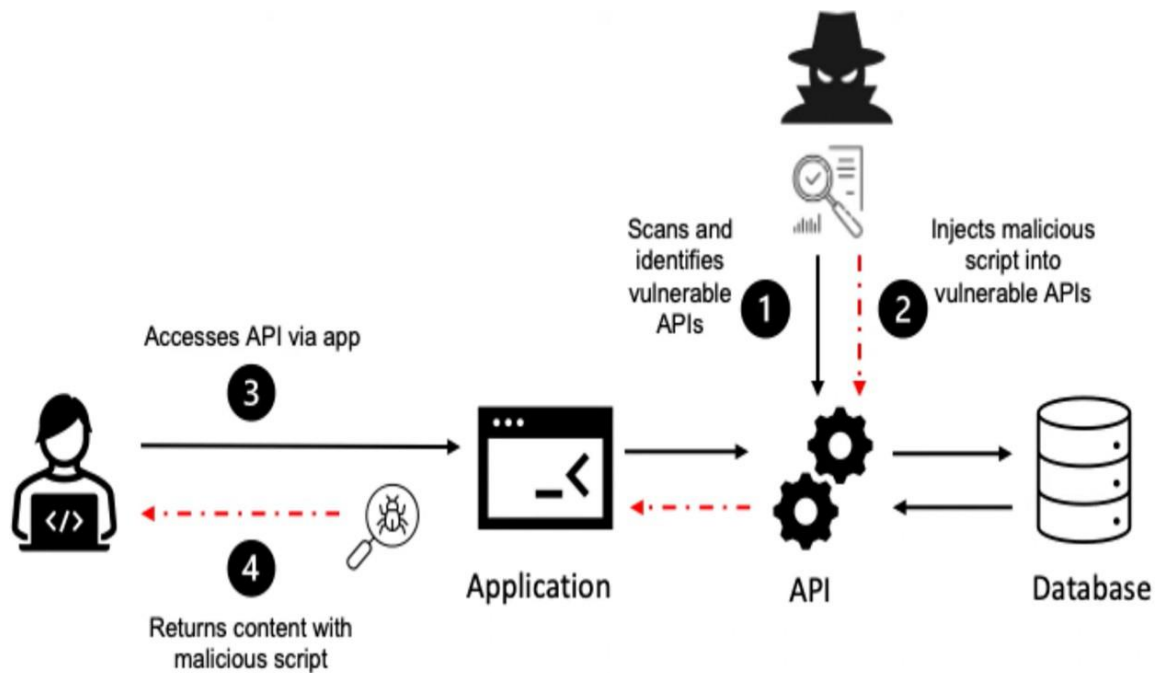 Scans and
identifies
vulnerable
APIs
1
2
Injects malicious
script into
vulnerable APIs
Accesses API via app
3
</>
4
Returns content with
malicious script
_<
Application
API
Database